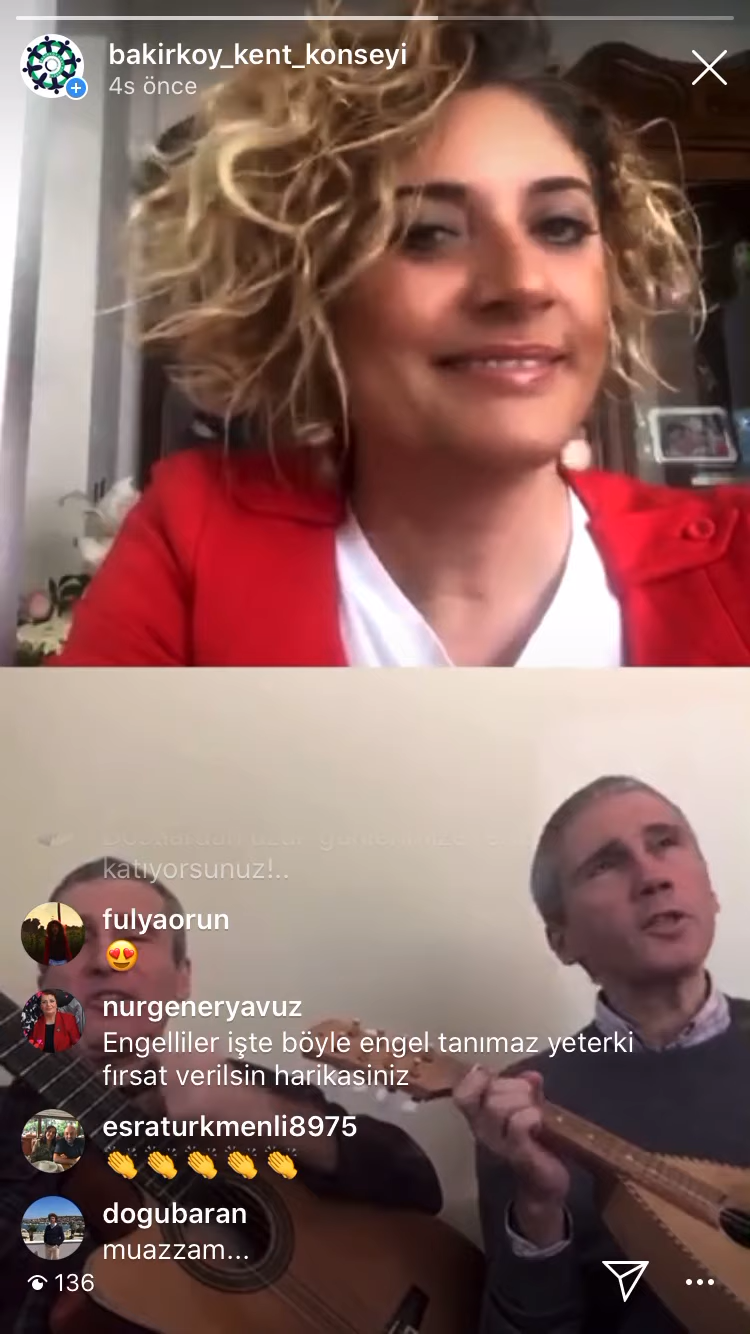 bakirkoy_kent_konseyi
4s önce
katıyorsunuz!..
fulyaorun
😍
nurgeneryavuz
Engelliler işte böyle engel tanımaz yeterki
fırsat verilsin harikasiniz
esraturkmenli8975
👏👏👏👏👏
dogubaran
muazzam...
136